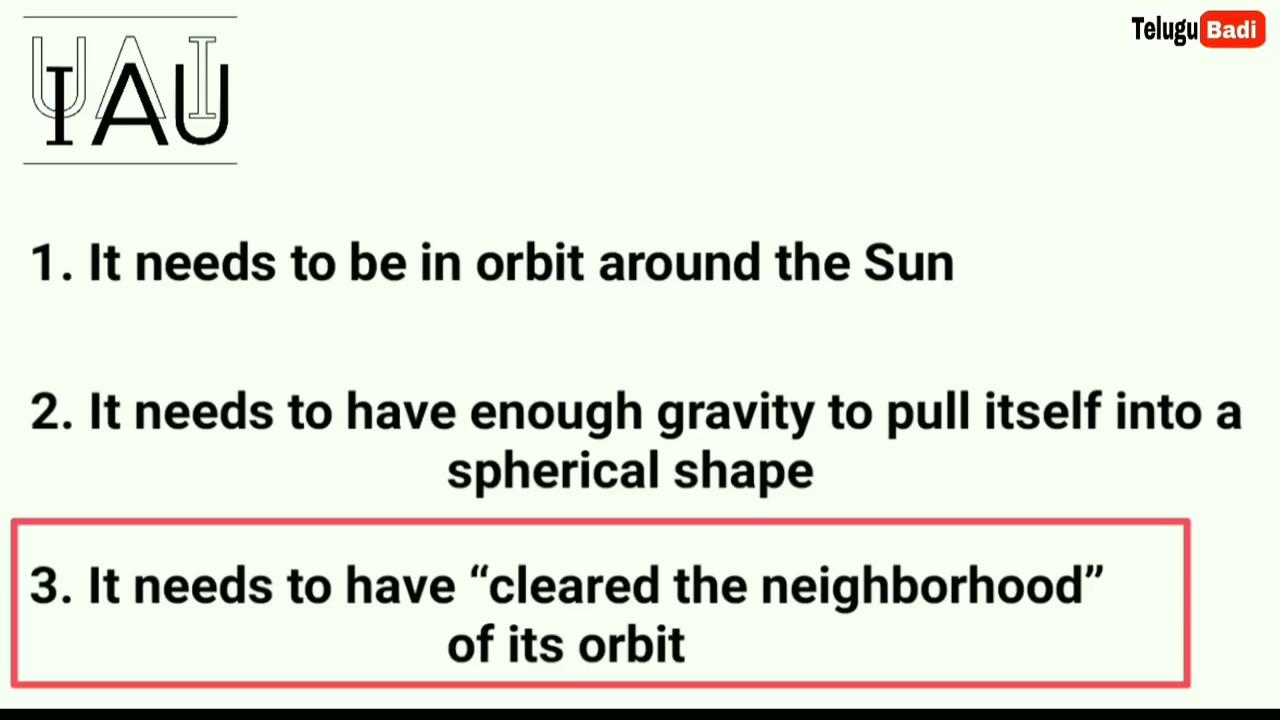 IAU
Telugu Badi
1. It needs to be in orbit around the Sun
2. It needs to have enough gravity to pull itself into a
spherical shape
3. It needs to have “cleared the neighborhood”
of its orbit